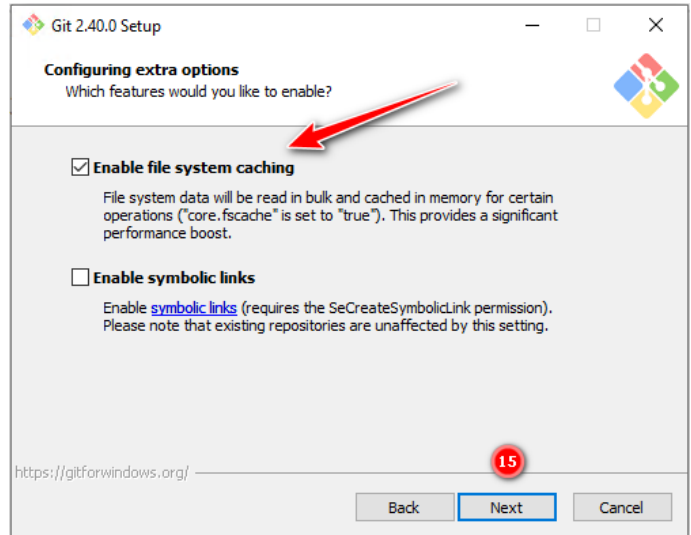 Git 2.40.0 Setup
Configuring extra options
Which features would you like to enable?
Enable file system caching
File system data will be read in bulk and cached in memory for certain
operations ("core.fscache" is set to "true"). This provides a significant
performance boost.
Enable symbolic links
Enable symbolic links (requires the SeCreateSymbolicLink permission).
Please note that existing repositories are unaffected by this setting.
15
https://gitforwindows.org/
Back Next Cancel